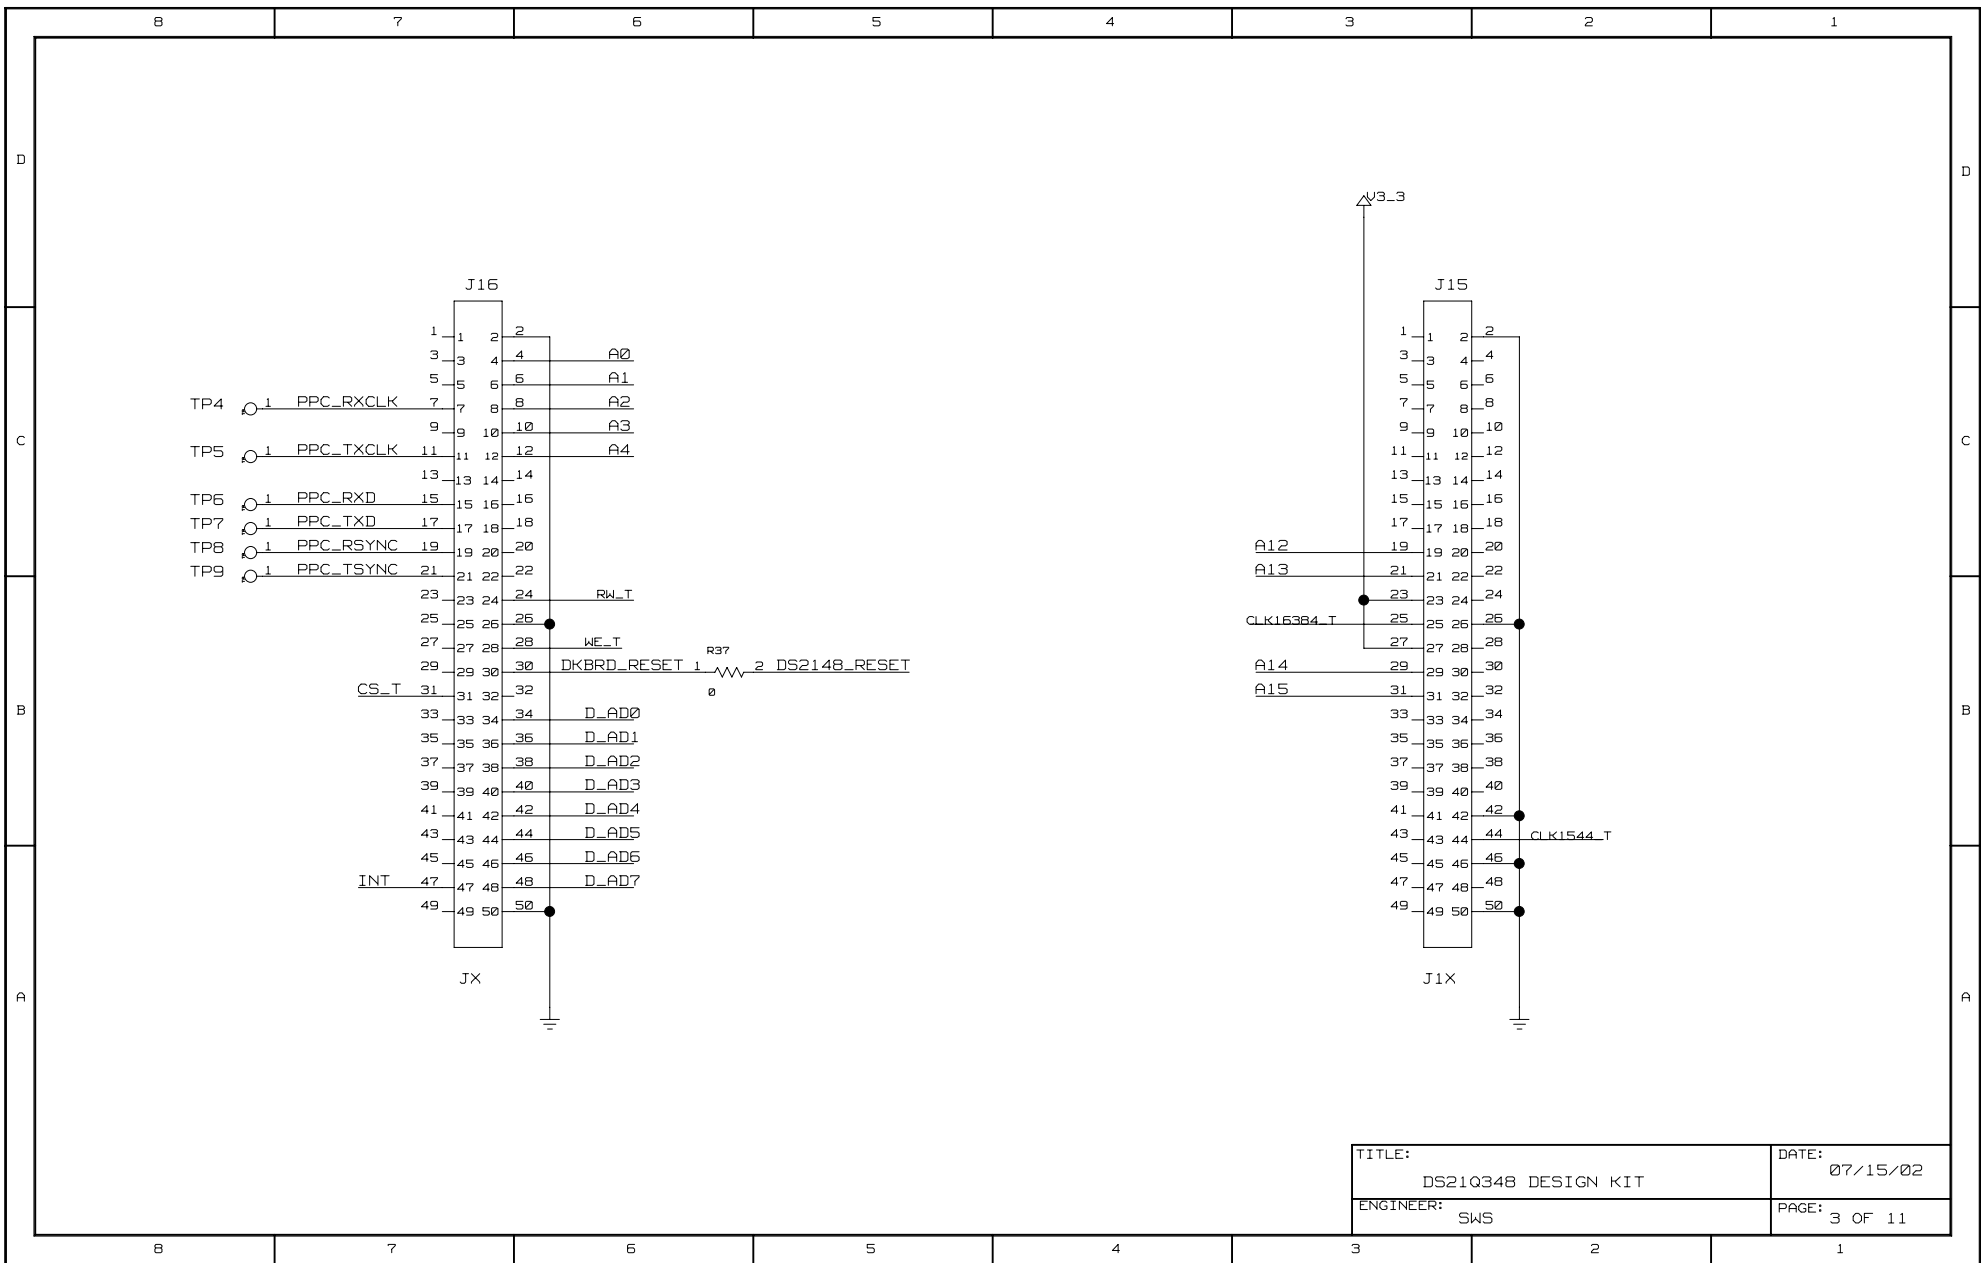 8 7 6 5 4 3 2 1
D D
V3_3
J16 J15
1 1 2 2 1 1 2 2
3 3 4 4 A0 3 3 4 4
5 5 6 6 A1 5 5 6 6
TP4 1 PPC_RXCLK 7 7 8 8 A2 7 7 8 8
9 9 10 10 A3 9 9 10 10
C C
TP5 1 PPC_TXCLK 11 11 12 12 A4 11 11 12 12
13 13 14 14 13 13 14 14
TP6 1 PPC_RXD 15 15 16 16 15 15 16 16
TP7 1 PPC_TXD 17 17 18 18 17 17 18 18
TP8 1 PPC_RSYNC 19 19 20 20 A12 19 19 20 20
TP9 1 PPC_TSYNC 21 21 22 22 A13 21 21 22 22
23 23 24 24 RW_T 23 23 24 24
25 25 26 26 CLK16384_T 25 25 26 26
27 27 28 28 WE_T 27 27 28 28
R37
29 29 30 30 DKBRD_RESET 1 2 DS2148_RESET A14 29 29 30 30
0
CS_T 31 31 32 32 A15 31 31 32 32
B B
33 33 34 34 D_AD0 33 33 34 34
35 35 36 36 D_AD1 35 35 36 36
37 37 38 38 D_AD2 37 37 38 38
39 39 40 40 D_AD3 39 39 40 40
41 41 42 42 D_AD4 41 41 42 42
43 43 44 44 D_AD5 43 43 44 44 CLK1544_T
45 45 46 46 D_AD6 45 45 46 46
INT 47 47 48 48 D_AD7 47 47 48 48
49 49 50 50 49 49 50 50
JX J1X
A A
TITLE:
DS21Q348 DESIGN KIT
DATE:
07/15/02
ENGINEER:
SWS
PAGE:
3 OF 11
8 7 6 5 4 3 2 1